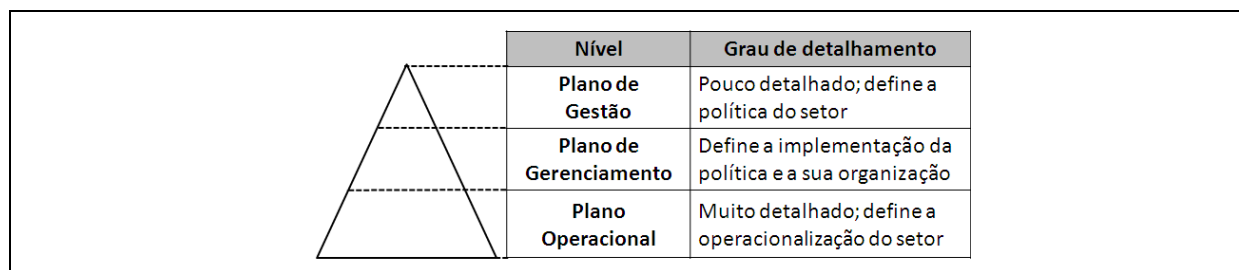 Nível
Grau de detalhamento
Plano de
Gestão
Pouco detalhado; define a
política do setor
Plano de
Gerenciamento
Define a implementação da
política e a sua organização
Plano
Operacional
Muito detalhado; define a
operacionalização do setor